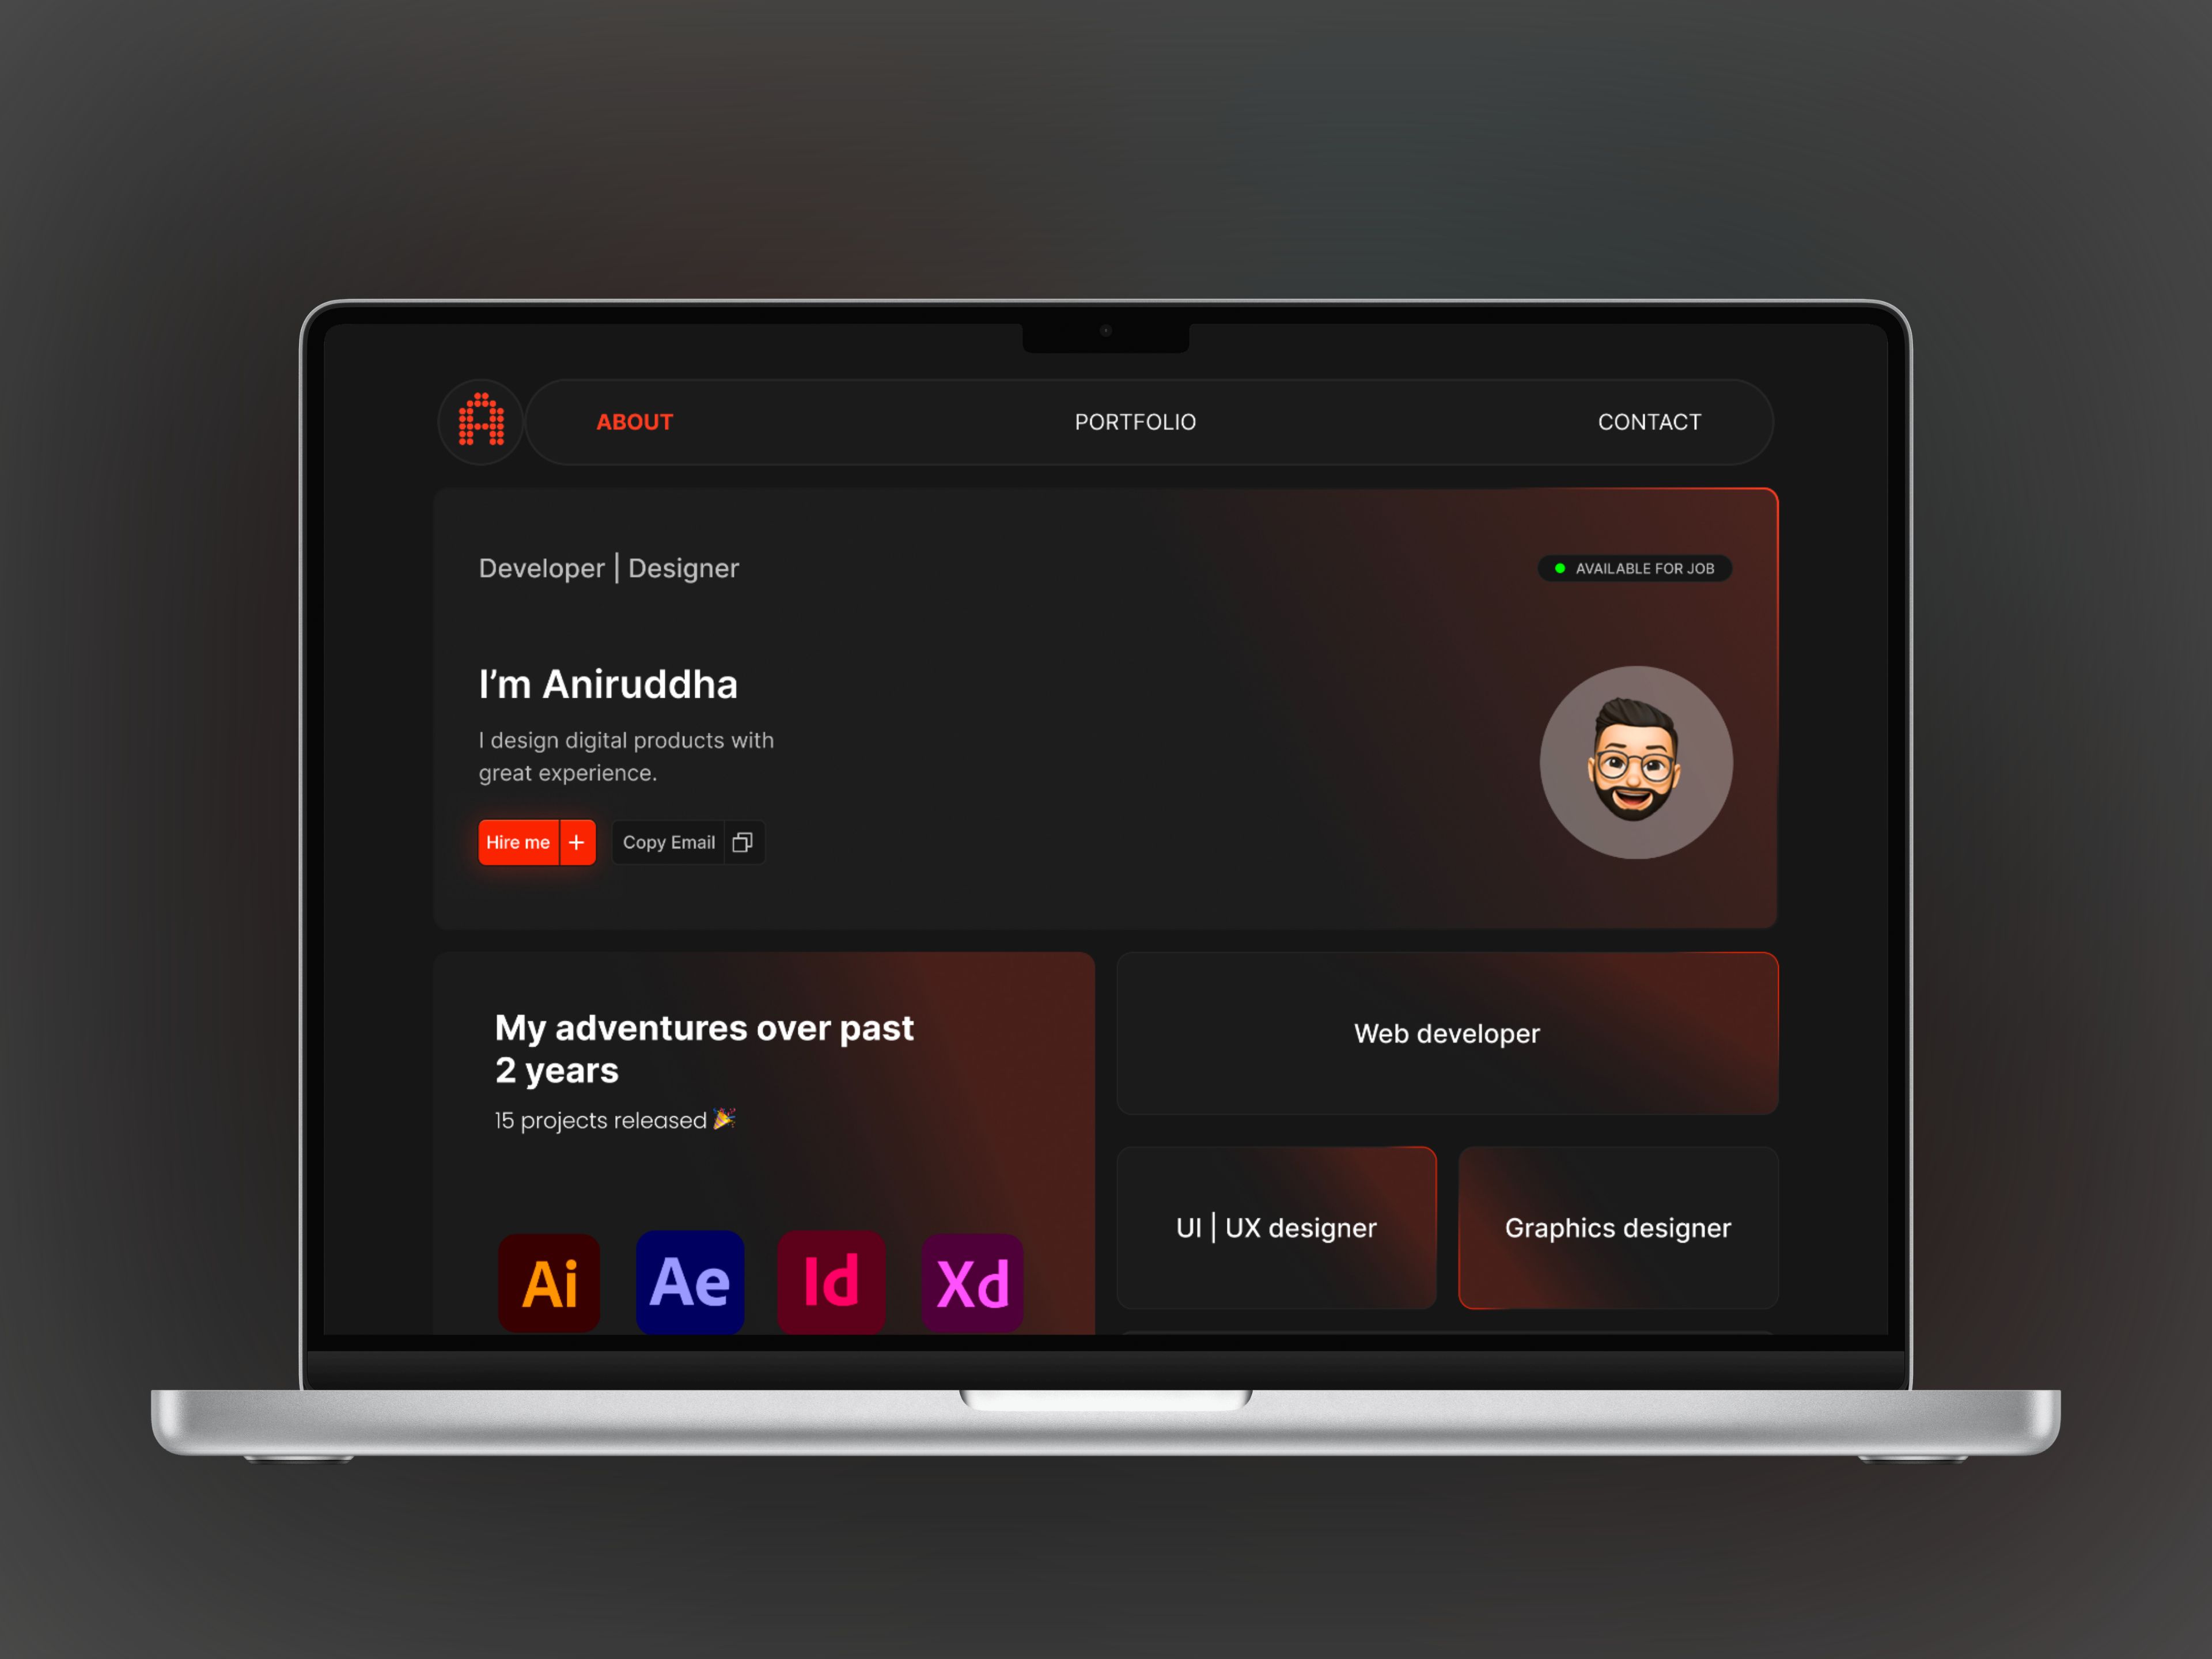 A
ABOUT
PORTFOLIO
CONTACT
Developer | Designer
AVAILABLE FOR JOB
I’m Aniruddha
I design digital products with
great experience.
Hire me +
Copy Email
My adventures over past
2 years
15 projects released 🎉
Ai
Ae
Id
Xd
Web developer
UI | UX designer
Graphics designer